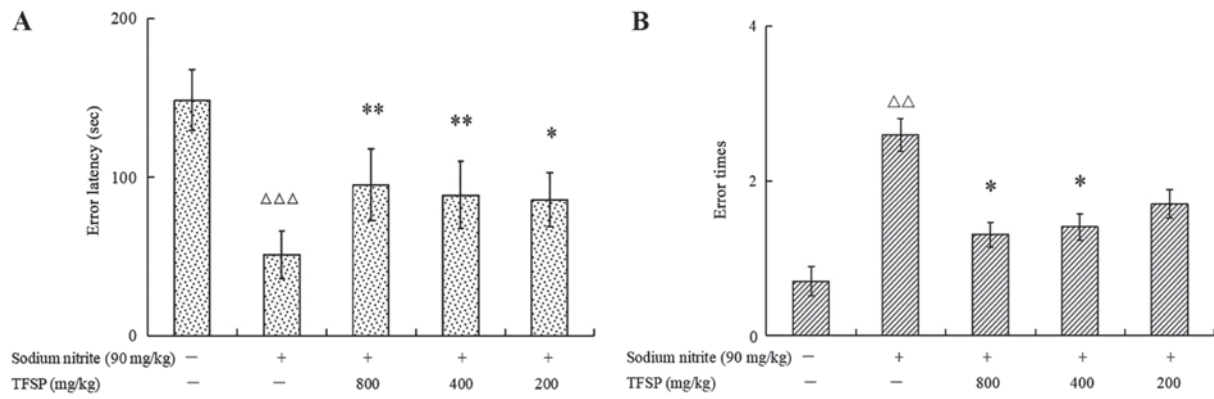 A
200
100
0
Error latency (sec)
△△△
**
**
*
Sodium nitrite (90 mg/kg) — + + + +
TFSP (mg/kg) — — 800 400 200
B
4
2
0
Error times
△△
*
*
Sodium nitrite (90 mg/kg) — + + + +
TFSP (mg/kg) — — 800 400 200